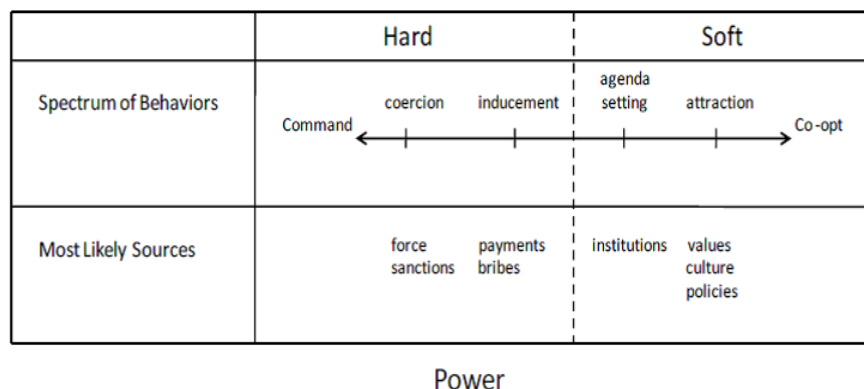 Hard Soft
Spectrum of Behaviors
coercion inducement agenda setting attraction
Command Co-opt
Most Likely Sources
force sanctions
payments bribes
institutions
values culture policies
Power